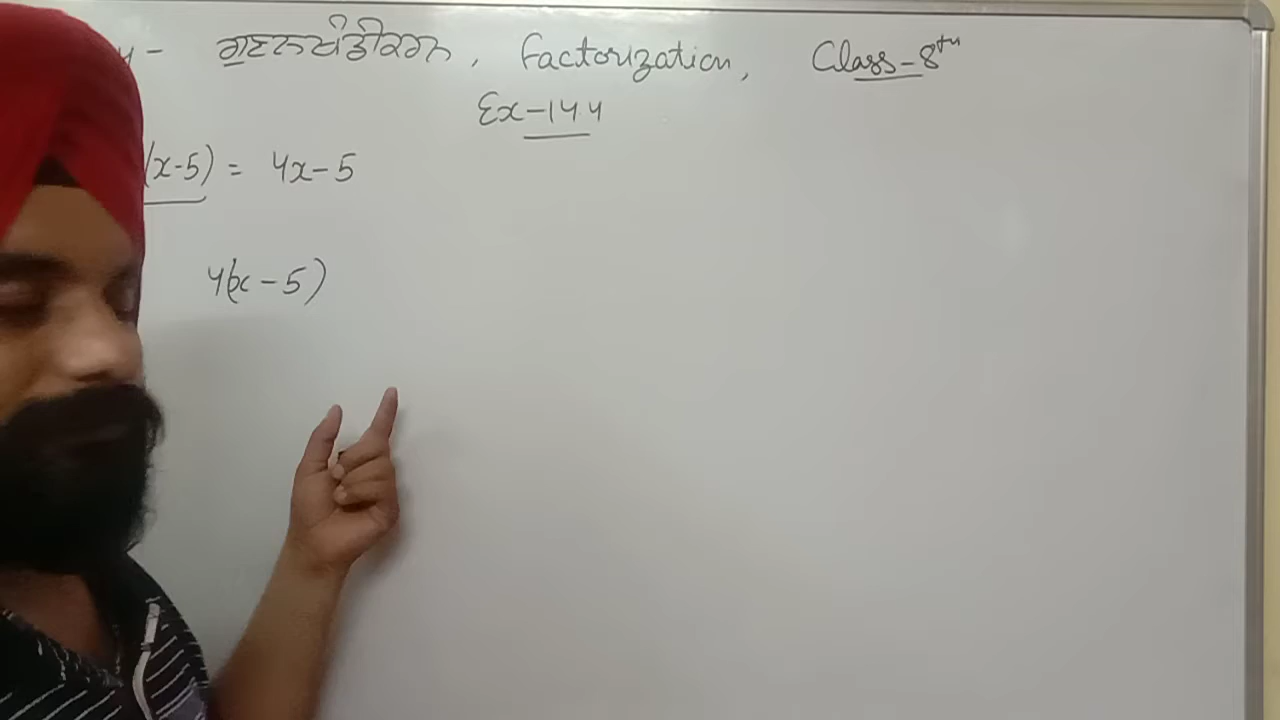 - ਗੁਣਨਖੰਡੀਕਰਨ, Factorization, Class-8th
Ex-14.4
(x-5) = 4x-5
4(x-5)